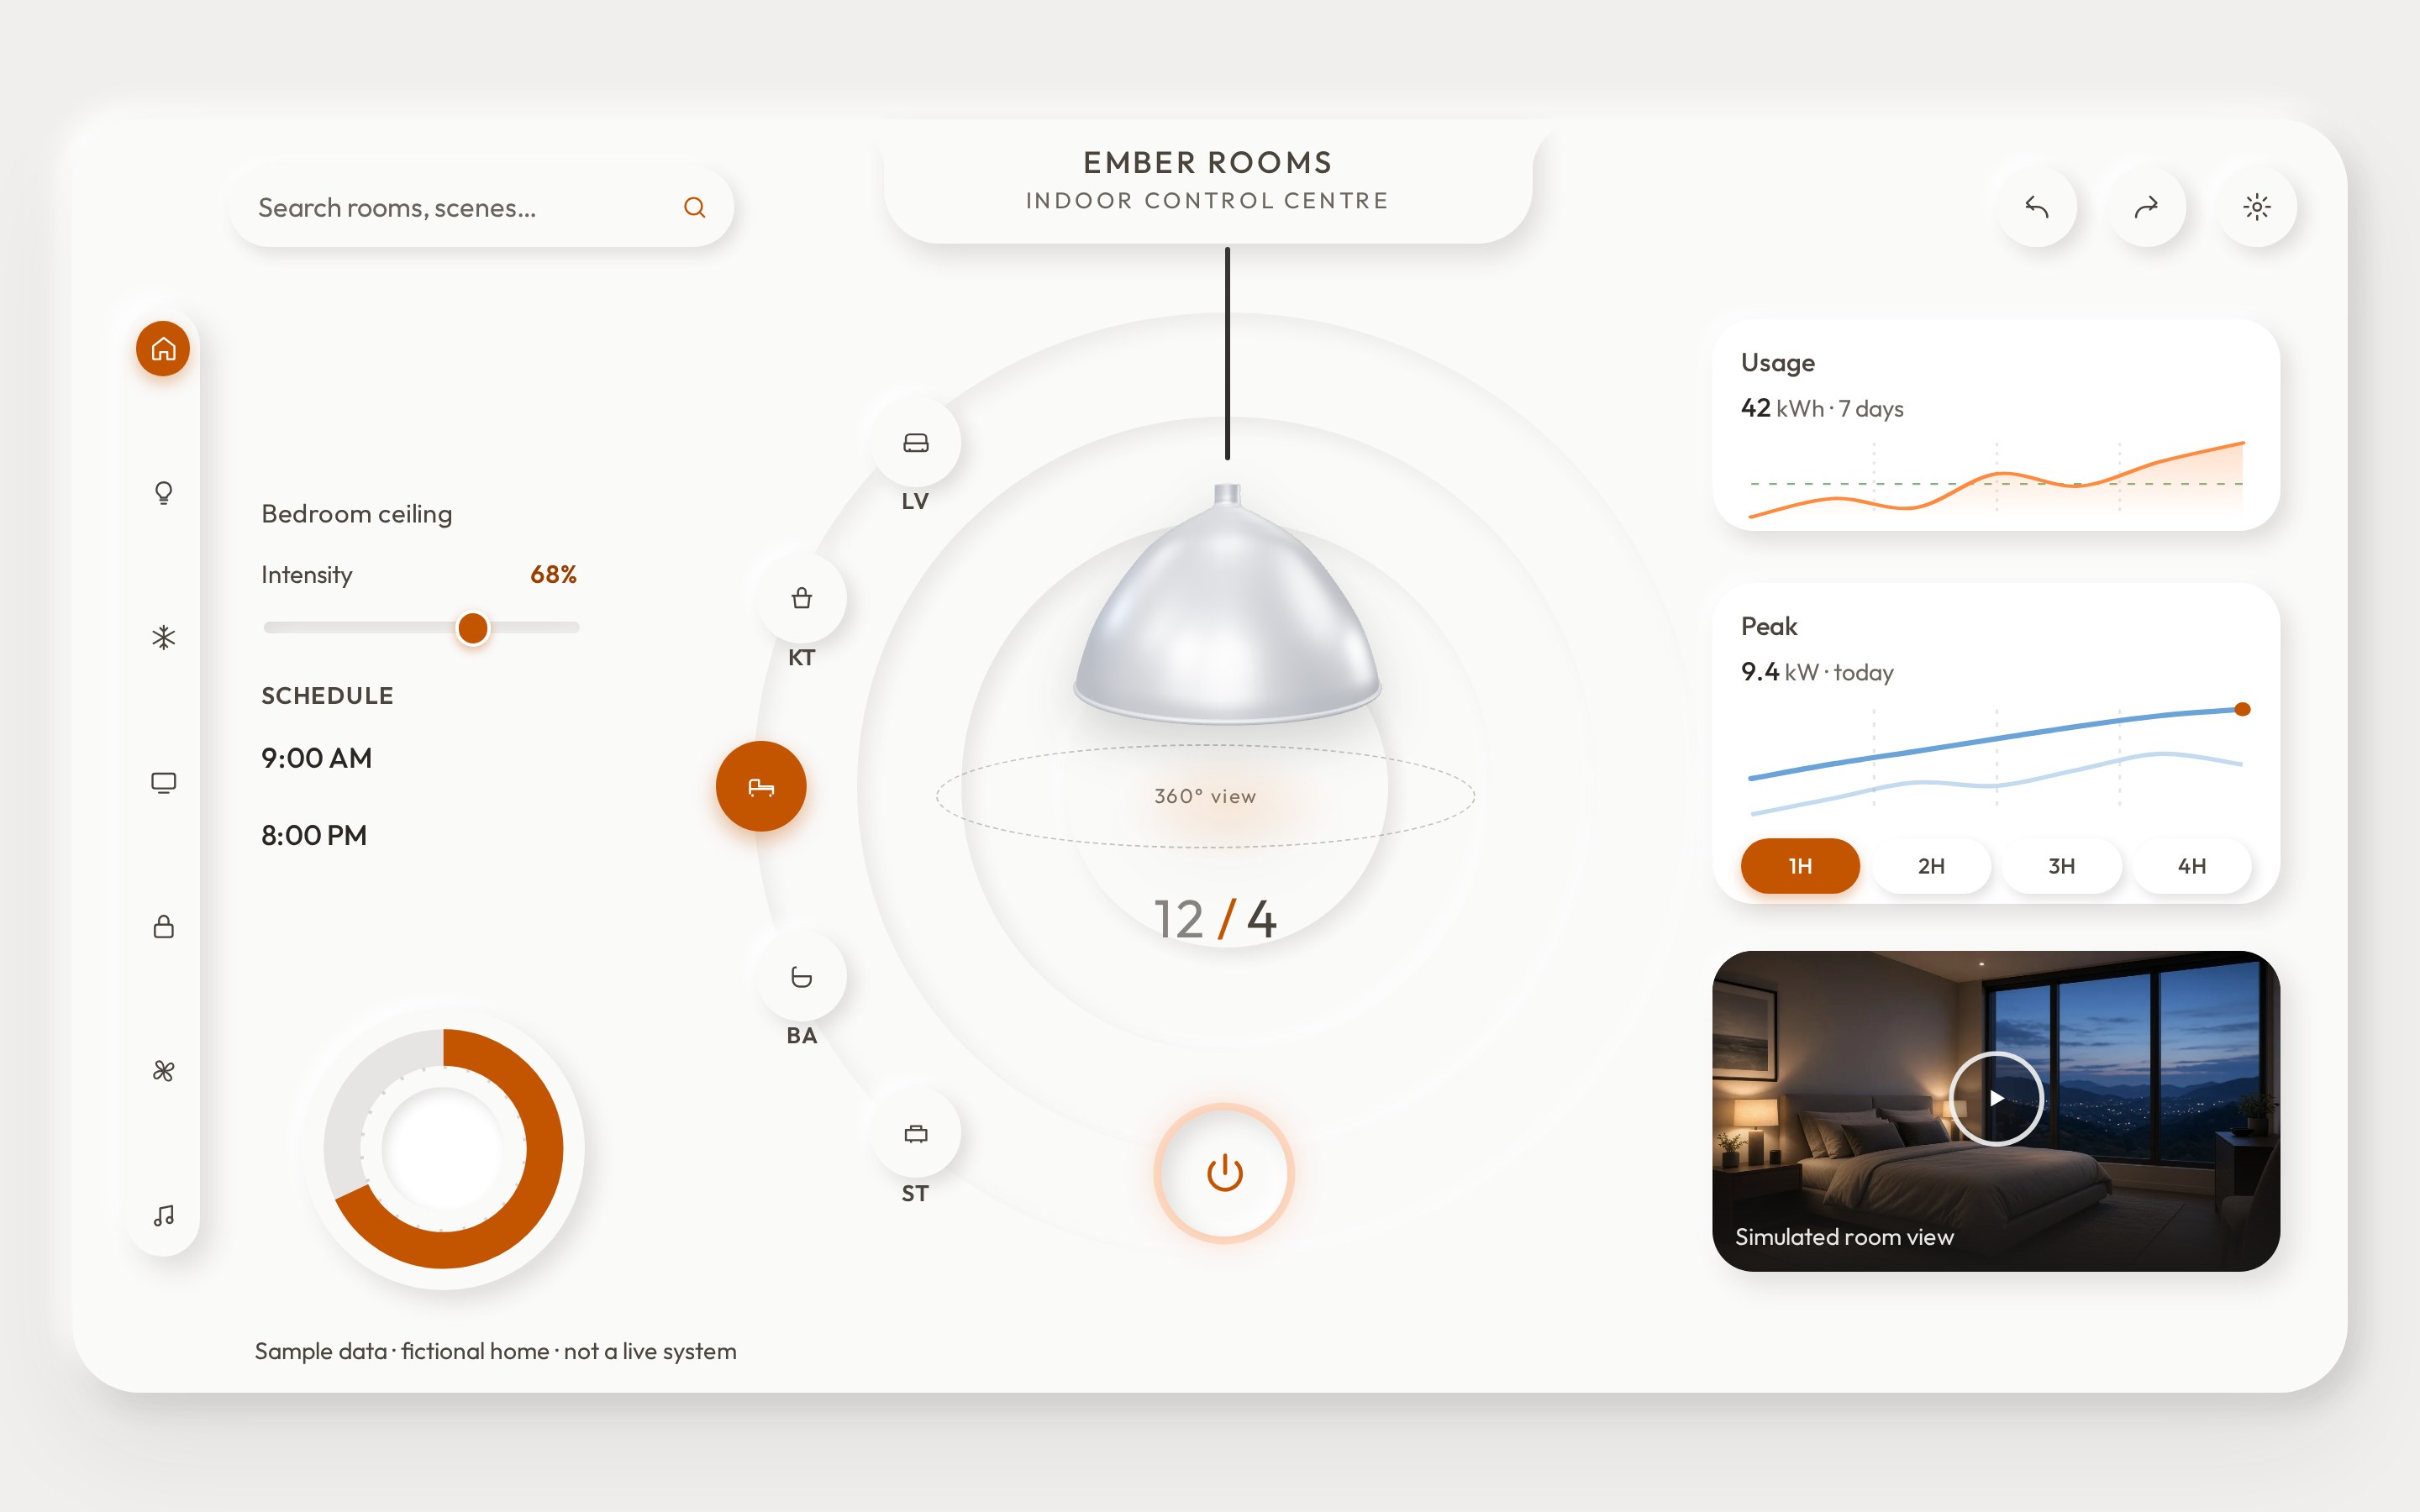 EMBER ROOMS
INDOOR CONTROL CENTRE
Search rooms, scenes...
Bedroom ceiling
Intensity 68%
SCHEDULE
9:00 AM
8:00 PM
LV
KT
BA
ST
360° view
12 / 4
Usage
42 kWh · 7 days
Peak
9.4 kW · today
1H 2H 3H 4H
Simulated room view
Sample data · fictional home · not a live system